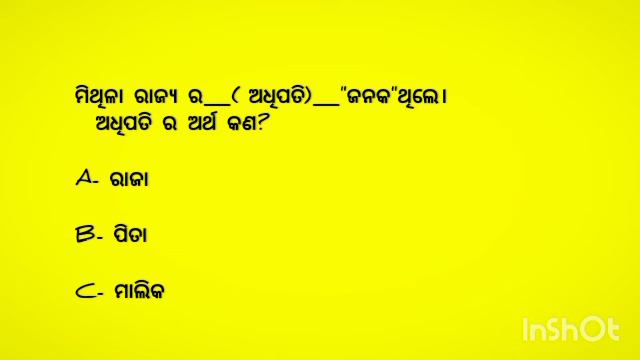 ମିଥିଳା ରାଜ୍ୟ ର__( ଅଧିପତି)__"ଜନକ"ଥିଲେ।
ଅଧିପତି ର ଅର୍ଥ କଣ?
A- ରାଜା
B- ପିତା
C- ମାଲିକ
InShOt